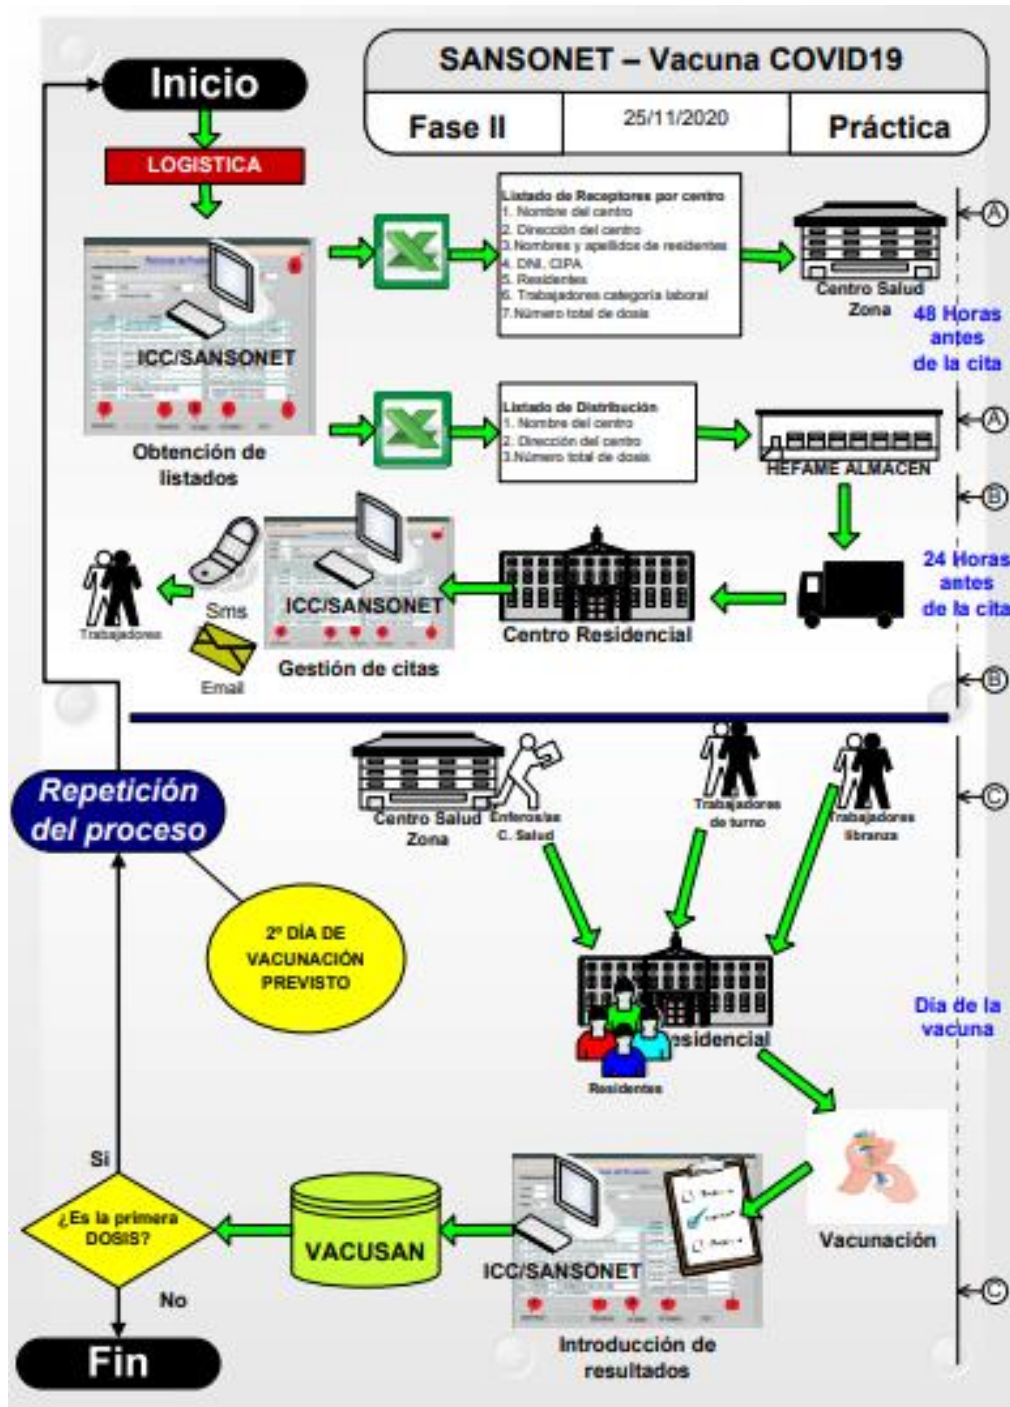 SANSONET – Vacuna COVID19
Fase II
25/11/2020
Práctica
Inicio
LOGISTICA
ICC/SANSONET
Obtención de
listados
Listado de Receptores por centro
1. Nombre del centro
2. Dirección del centro
3.Nombres y apellidos de residentes
4. DNI, CIPA
5. Residentes
6. Trabajadores categoría laboral
7.Número total de dosis
Centro Salud
Zona
A
48 Horas
antes
de la cita
Listado de Distribución
1. Nombre del centro
2. Dirección del centro
3.Número total de dosis
HEFAME ALMACEN
A
B
24 Horas
antes
de la cita
B
Centro Residencial
ICC/SANSONET
Gestión de citas
Sms
Email
Trabajadores
Centro Salud
Zona
Enferos/as
C. Salud
Trabajadores
de turno
Trabajadores
libranza
C
Repetición
del proceso
2º DÍA DE
VACUNACIÓN
PREVISTO
esidencial
Residentes
Día de la
vacuna
Vacunación
ICC/SANSONET
Introducción de
resultados
VACUSAN
¿Es la primera
DOSIS?
Si
No
Fin
C